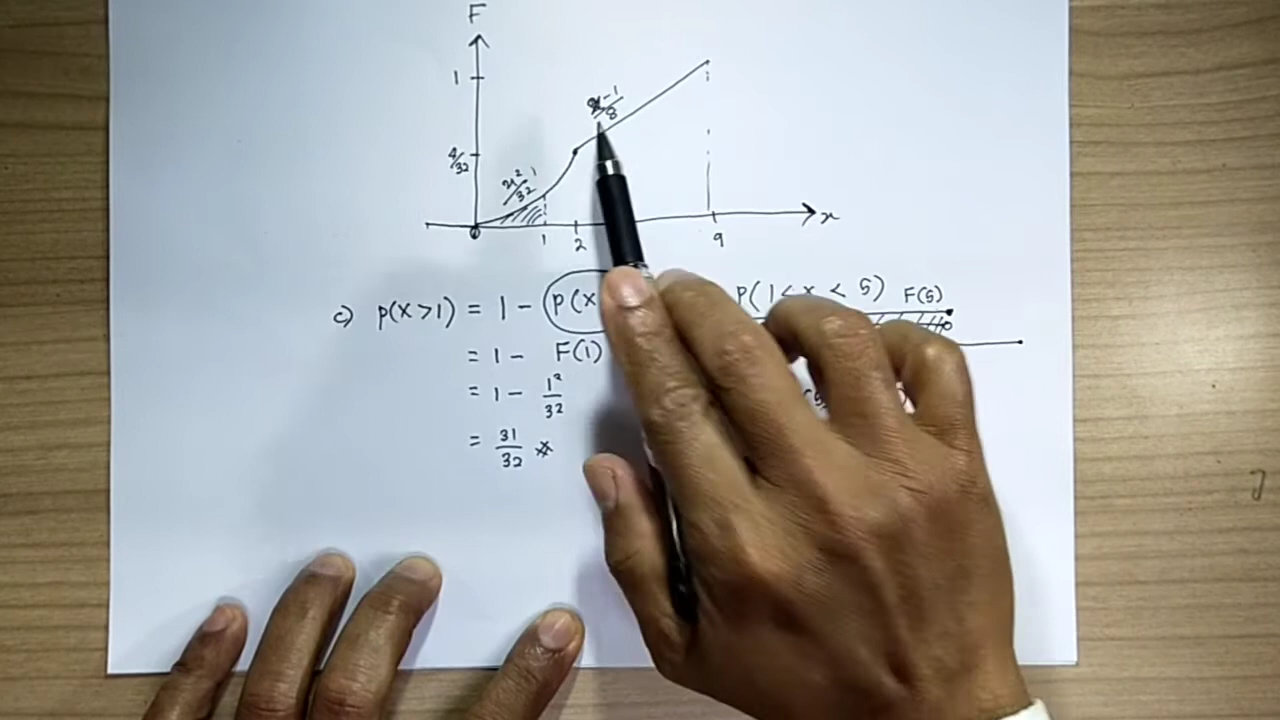 F
1
x-1/8
4/32
x²/32 1
0 1 2 9 x
c) P(X>1) = 1 - P(X P(1<x<5) F(5)
= 1 - F(1)
= 1 - 1²/32
= 31/32 #